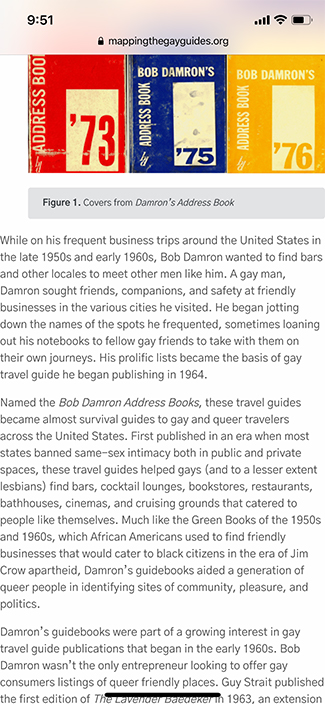 9:51
mappingthegayguides.org
ADDRESS BOOK
by
'73
BOB DAMRON'S
ADDRESS BOOK
by
'75
BOB DAMRON'S
ADDRESS BOOK
by
'76
Figure 1. Covers from Damron's Address Book
While on his frequent business trips around the United States in
the late 1950s and early 1960s, Bob Damron wanted to find bars
and other locales to meet other men like him. A gay man,
Damron sought friends, companions, and safety at friendly
businesses in the various cities he visited. He began jotting
down the names of the spots he frequented, sometimes loaning
out his notebooks to fellow gay friends to take with them on
their own journeys. His prolific lists became the basis of gay
travel guide he began publishing in 1964.
Named the Bob Damron Address Books, these travel guides
became almost survival guides to gay and queer travelers
across the United States. First published in an era when most
states banned same-sex intimacy both in public and private
spaces, these travel guides helped gays (and to a lesser extent
lesbians) find bars, cocktail lounges, bookstores, restaurants,
bathhouses, cinemas, and cruising grounds that catered to
people like themselves. Much like the Green Books of the 1950s
and 1960s, which African Americans used to find friendly
businesses that would cater to black citizens in the era of Jim
Crow apartheid, Damron's guidebooks aided a generation of
queer people in identifying sites of community, pleasure, and
politics.
Damron's guidebooks were part of a growing interest in gay
travel guide publications that began in the early 1960s. Bob
Damron wasn't the only entrepreneur looking to offer gay
consumers listings of queer friendly places. Guy Strait published
the first edition of The Lavender Baedeker in 1963, an extension